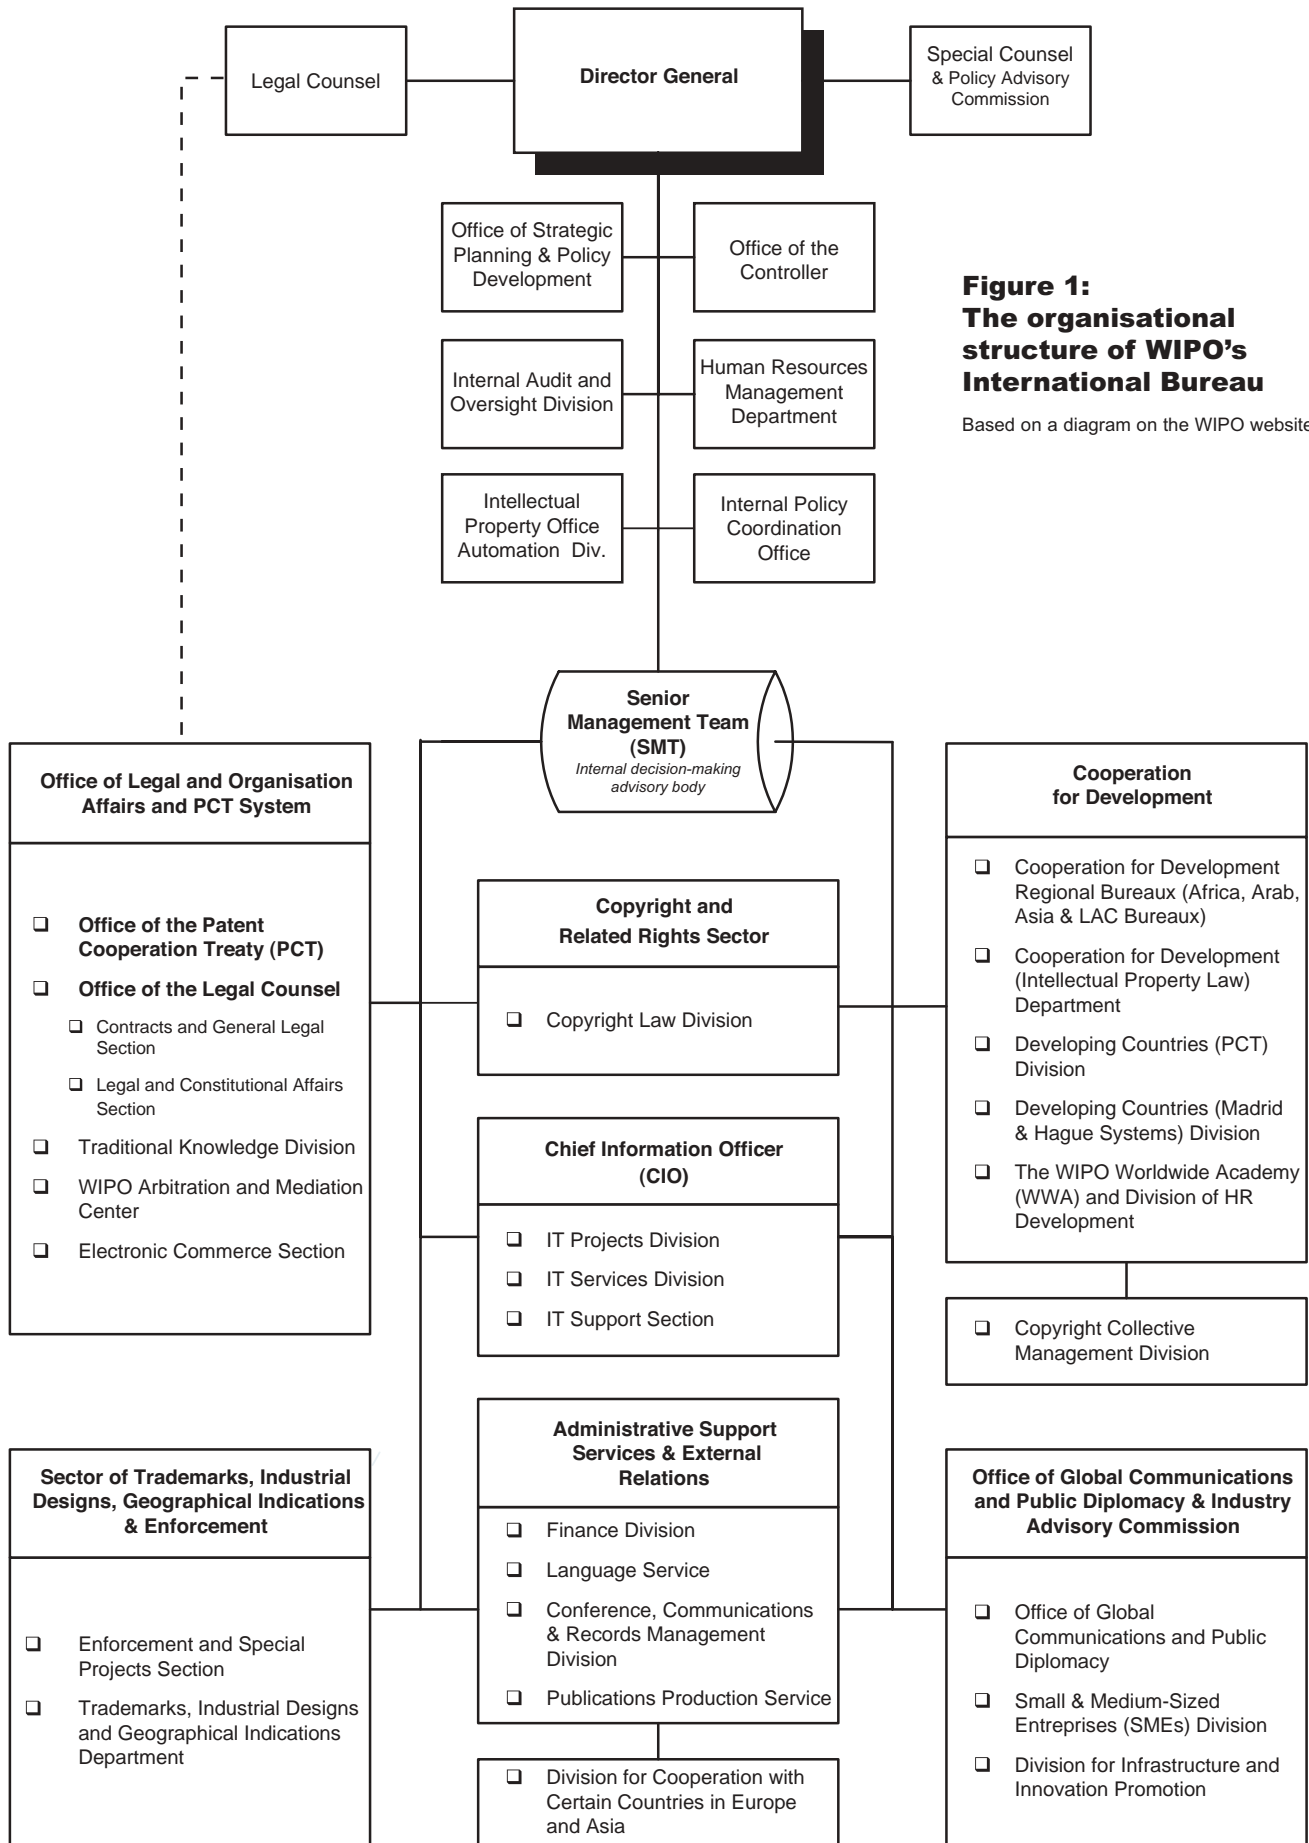 Legal Counsel
Director General
Special Counsel
& Policy Advisory
Commission
Office of Strategic
Planning & Policy
Development
Office of the
Controller
Figure 1:
The organisational
structure of WIPO's
International Bureau
Based on a diagram on the WIPO website
Internal Audit and
Oversight Division
Human Resources
Management
Department
Intellectual
Property Office
Automation Div.
Internal Policy
Coordination
Office
Senior
Management Team
(SMT)
Internal decision-making
advisory body
Office of Legal and Organisation
Affairs and PCT System
❑ Office of the Patent
Cooperation Treaty (PCT)
❑ Office of the Legal Counsel
❑ Contracts and General Legal
Section
❑ Legal and Constitutional Affairs
Section
❑ Traditional Knowledge Division
❑ WIPO Arbitration and Mediation
Center
❑ Electronic Commerce Section
Copyright and
Related Rights Sector
❑ Copyright Law Division
Chief Information Officer
(CIO)
❑ IT Projects Division
❑ IT Services Division
❑ IT Support Section
Cooperation
for Development
❑ Cooperation for Development
Regional Bureaux (Africa, Arab,
Asia & LAC Bureaux)
❑ Cooperation for Development
(Intellectual Property Law)
Department
❑ Developing Countries (PCT)
Division
❑ Developing Countries (Madrid
& Hague Systems) Division
❑ The WIPO Worldwide Academy
(WWA) and Division of HR
Development
❑ Copyright Collective
Management Division
Sector of Trademarks, Industrial
Designs, Geographical Indications
& Enforcement
❑ Enforcement and Special
Projects Section
❑ Trademarks, Industrial Designs
and Geographical Indications
Department
Administrative Support
Services & External
Relations
❑ Finance Division
❑ Language Service
❑ Conference, Communications
& Records Management
Division
❑ Publications Production Service
❑ Division for Cooperation with
Certain Countries in Europe
and Asia
Office of Global Communications
and Public Diplomacy & Industry
Advisory Commission
❑ Office of Global
Communications and Public
Diplomacy
❑ Small & Medium-Sized
Entreprises (SMEs) Division
❑ Division for Infrastructure and
Innovation Promotion